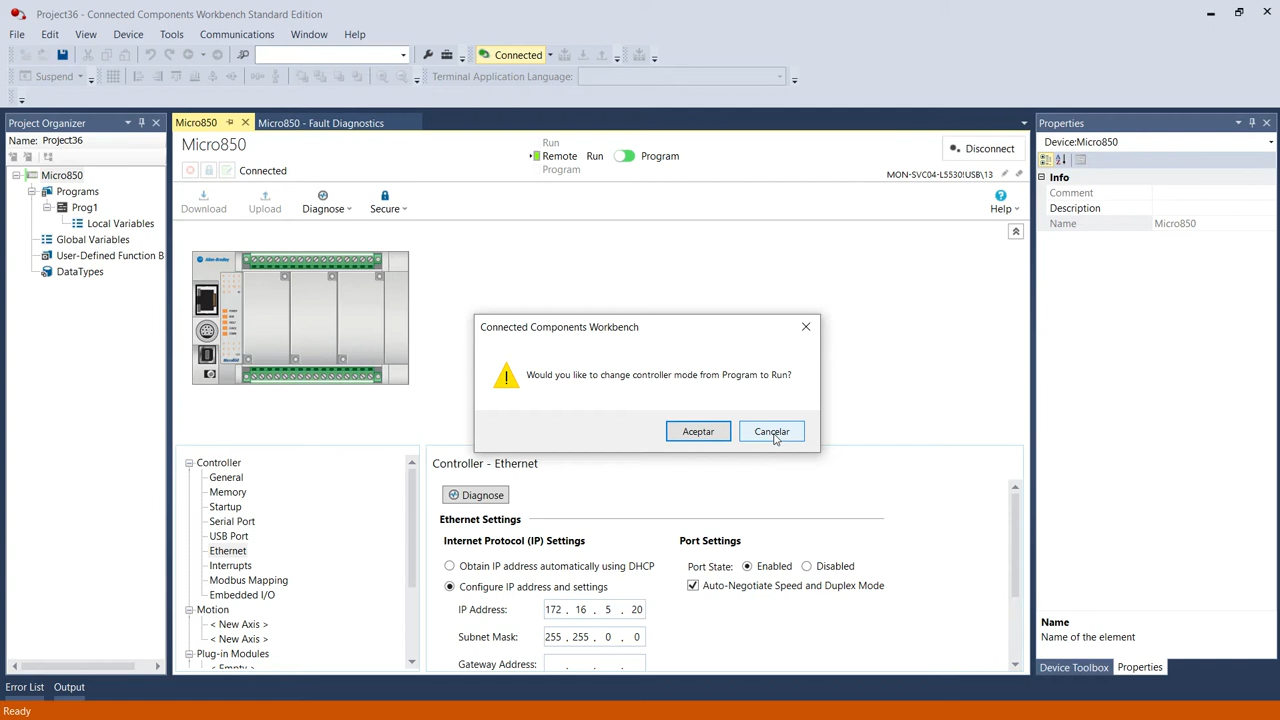 Project36 - Connected Components Workbench Standard Edition
File Edit View Device Tools Communications Window Help
Connected
Suspend Terminal Application Language:
Project Organizer
Name: Project36
Micro850
Programs
Prog1
Local Variables
Global Variables
User-Defined Function B
DataTypes
Micro850 Micro850 - Fault Diagnostics
Micro850
Connected
Run
Remote Run Program
Program
Disconnect
MON-SVC04-L5530!USB\13
Download Upload Diagnose Secure Help
Allen-Bradley
Connected Components Workbench
Would you like to change controller mode from Program to Run?
Aceptar Cancelar
Controller
General
Memory
Startup
Serial Port
USB Port
Ethernet
Interrupts
Modbus Mapping
Embedded I/O
Motion
< New Axis >
< New Axis >
Plug-in Modules
< Empty >
Controller - Ethernet
Diagnose
Ethernet Settings
Internet Protocol (IP) Settings Port Settings
Obtain IP address automatically using DHCP Port State: Enabled Disabled
Configure IP address and settings Auto-Negotiate Speed and Duplex Mode
IP Address: 172 . 16 . 5 . 20
Subnet Mask: 255 . 255 . 0 . 0
Gateway Address: . . .
Properties
Device:Micro850
Info
Comment
Description
Name Micro850
Name
Name of the element
Device Toolbox Properties
Error List Output
Ready